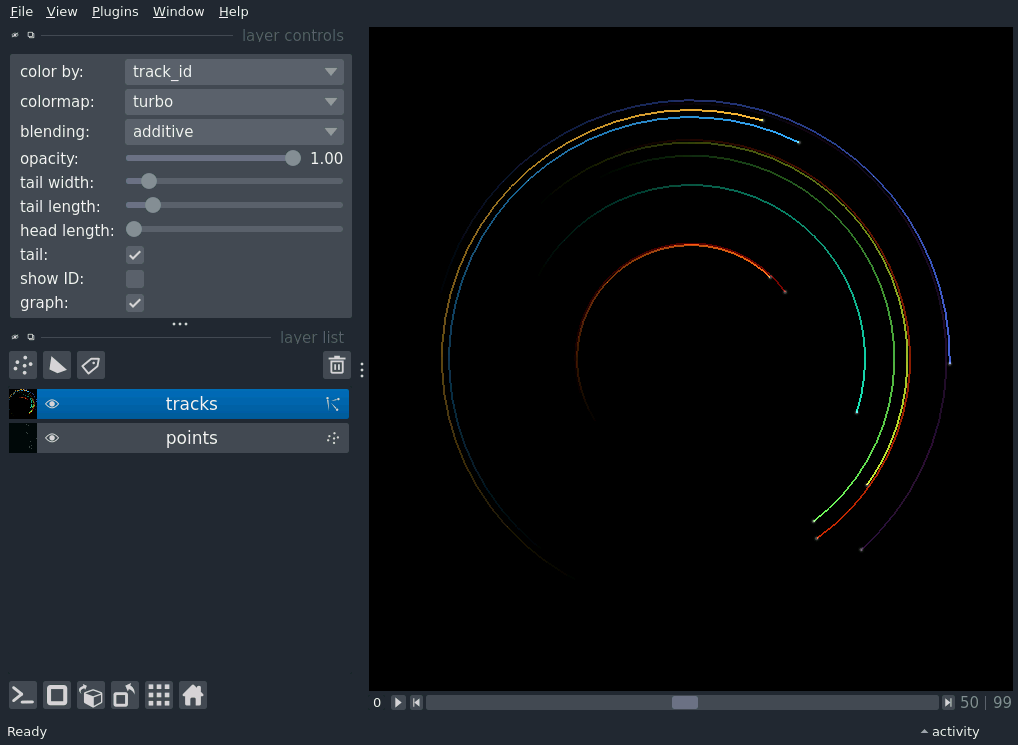 File View Plugins Window Help
layer controls
color by: track_id
colormap: turbo
blending: additive
opacity: 1.00
tail width:
tail length:
head length:
tail:
show ID:
graph:
layer list
tracks
points
0 50 | 99
Ready activity